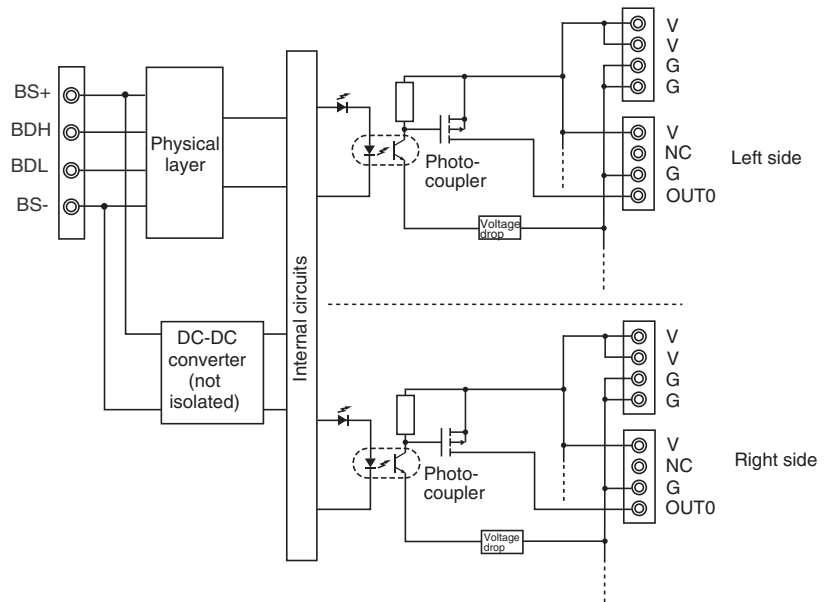 BS+
BDH
BDL
BS-
Physical
layer
DC-DC
converter
(not
isolated)
Internal circuits
Photo-
coupler
Voltage
drop
V
V
G
G
V
NC
G
OUT0
Left side
Photo-
coupler
Voltage
drop
V
V
G
G
V
NC
G
OUT0
Right side